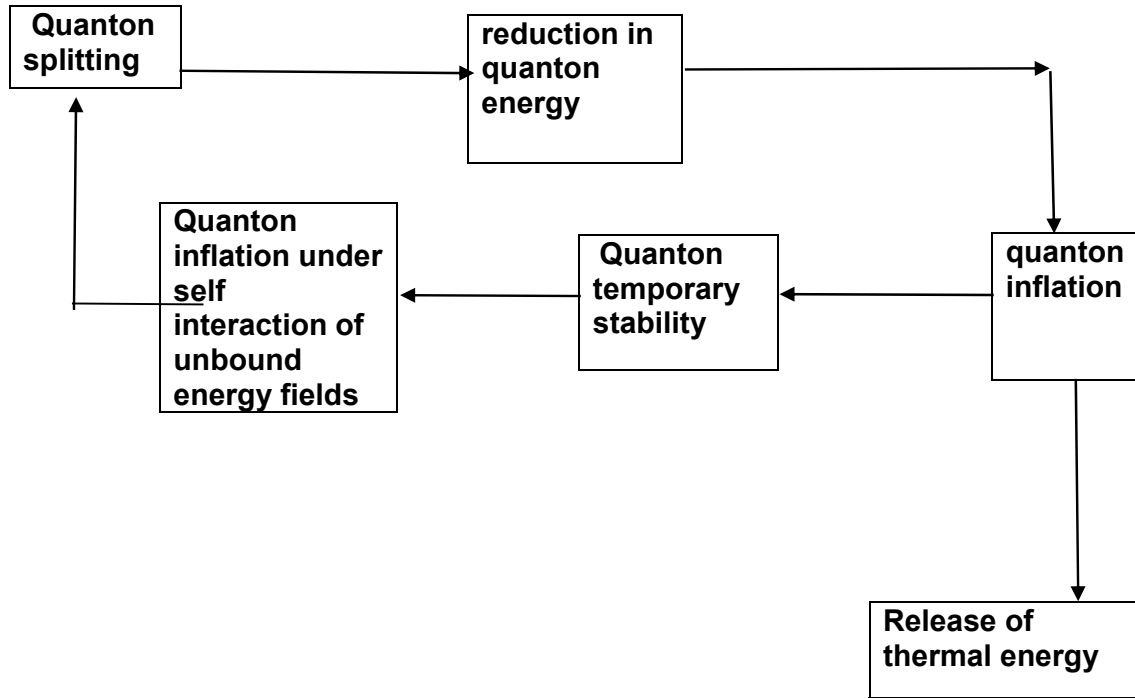 Quanton
splitting
reduction in
quanton
energy
Quanton
inflation under
self
interaction of
unbound
energy fields
Quanton
temporary
stability
quanton
inflation
Release of
thermal energy